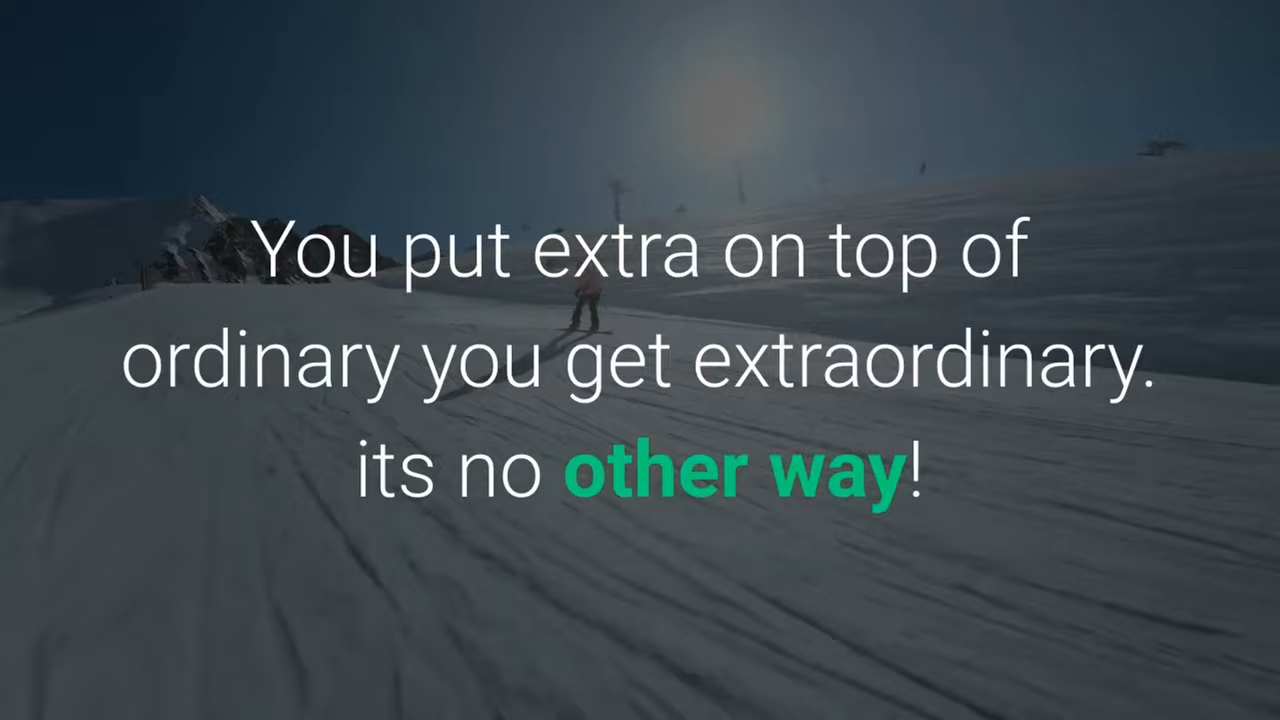 You put extra on top of
ordinary you get extraordinary.
its no other way!